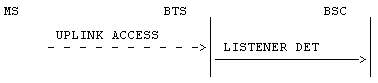 MS BTS BSC
UPLINK ACCESS
LISTENER DET